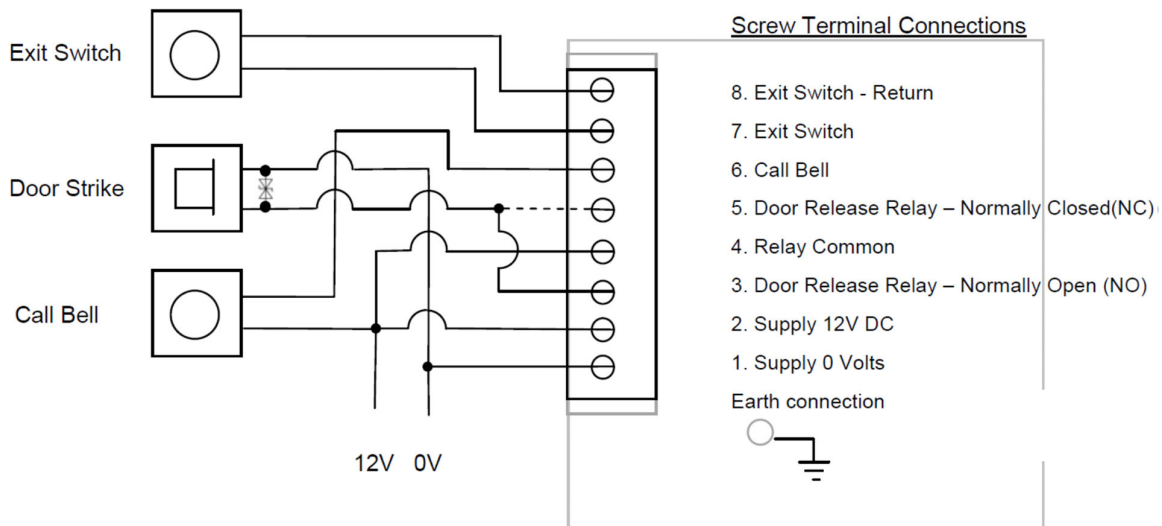 Screw Terminal Connections
Exit Switch
8. Exit Switch - Return
7. Exit Switch
6. Call Bell
Door Strike
5. Door Release Relay – Normally Closed(NC)
4. Relay Common
3. Door Release Relay – Normally Open (NO)
Call Bell
2. Supply 12V DC
1. Supply 0 Volts
Earth connection
12V 0V